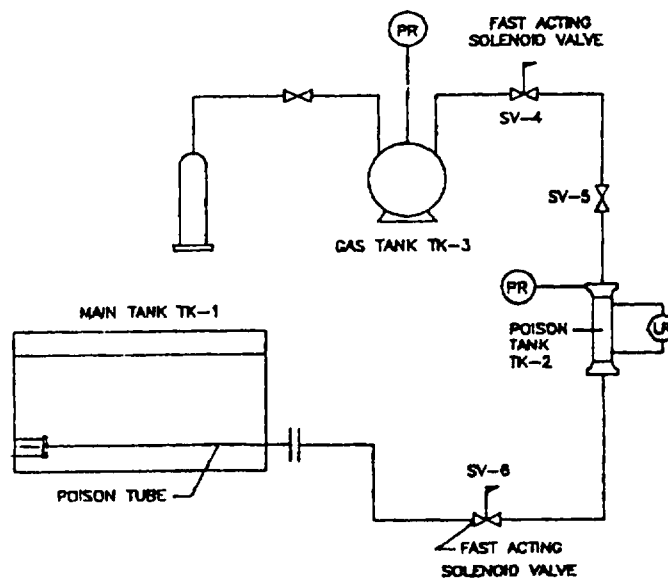 FAST ACTING
SOLENOID VALVE
PR
SV-4
SV-5
GAS TANK TK-3
MAIN TANK TK-1
PR
POISON
TANK
TK-2
LR
POISON TUBE
SV-6
FAST ACTING
SOLENOID VALVE